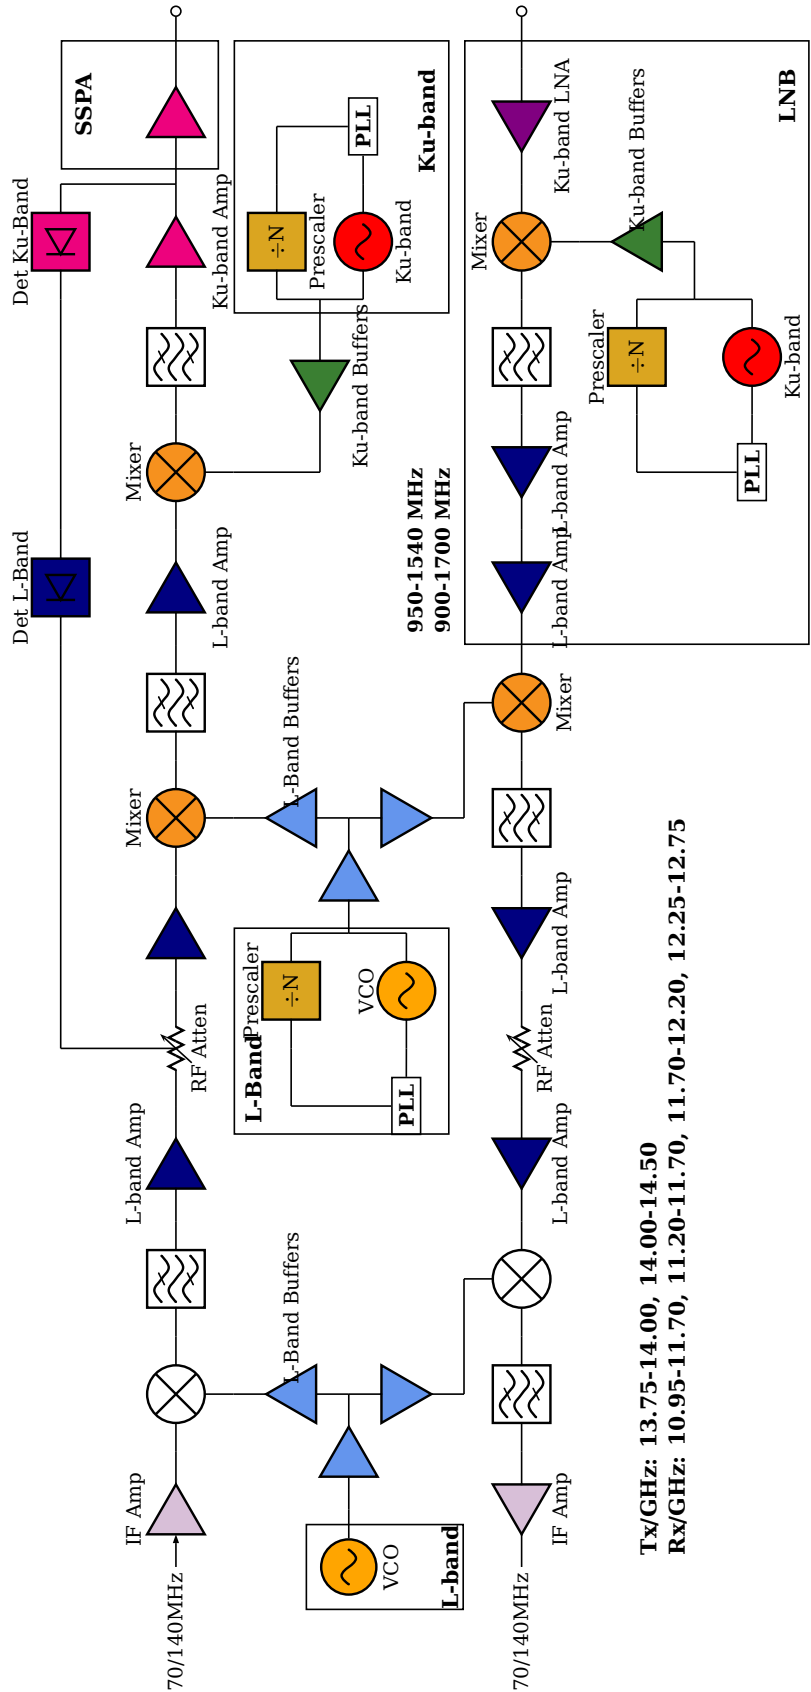 SSPA
Det Ku-Band
Ku-band Amp
Mixer
Det L-Band
L-band Amp
Mixer
RF Atten
L-band Amp
IF Amp
70/140MHz
Ku-band
PLL
÷N
Prescaler
Ku-band
Ku-band Buffers
L-Band Buffers
Prescaler
÷N
VCO
L-Band
PLL
L-Band Buffers
VCO
L-band
950-1540 MHz
900-1700 MHz
LNB
Ku-band LNA
Ku-band Buffers
Mixer
Prescaler
÷N
Ku-band
PLL
L-band Amp
L-band Amp
Mixer
L-band Amp
RF Atten
L-band Amp
IF Amp
70/140MHz
Tx/GHz: 13.75-14.00, 14.00-14.50
Rx/GHz: 10.95-11.70, 11.20-11.70, 11.70-12.20, 12.25-12.75